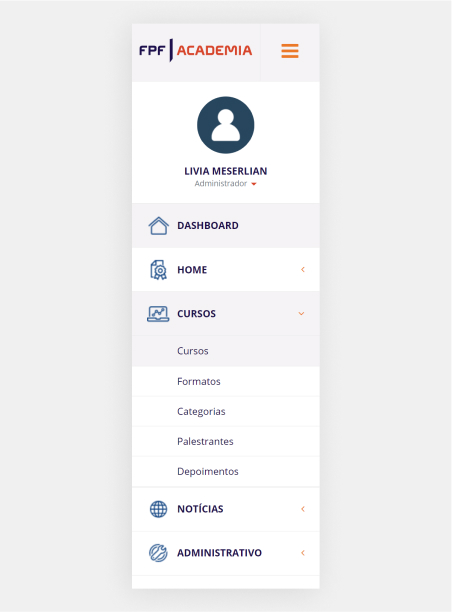 FPF ACADEMIA
LIVIA MESERLIAN
Administrador
DASHBOARD
HOME
CURSOS
Cursos
Formatos
Categorias
Palestrantes
Depoimentos
NOTÍCIAS
ADMINISTRATIVO